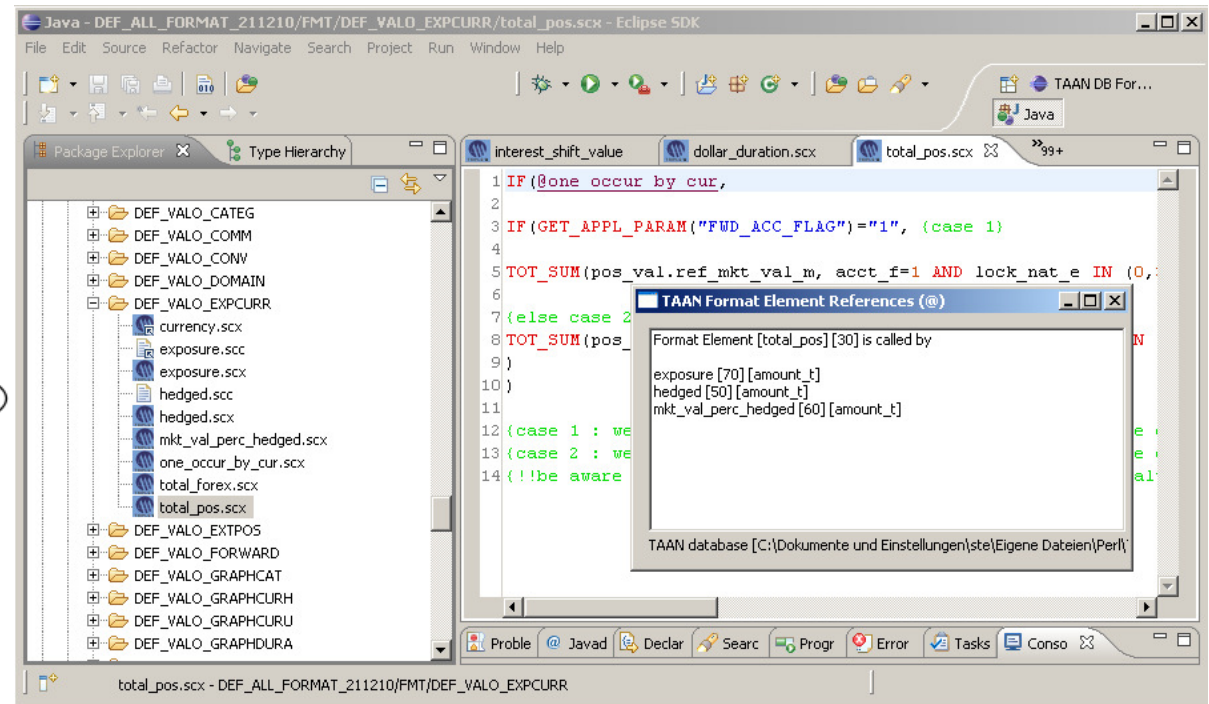 Java - DEF_ALL_FORMAT_211210/FMT/DEF_VALO_EXPCURR/total_pos.scx - Eclipse SDK
File Edit Source Refactor Navigate Search Project Run Window Help
TAAN DB For...
Java
Package Explorer
Type Hierarchy
DEF_VALO_CATEG
DEF_VALO_COMM
DEF_VALO_CONV
DEF_VALO_DOMAIN
DEF_VALO_EXPCURR
currency.scx
exposure.scc
exposure.scx
hedged.scc
hedged.scx
mkt_val_perc_hedged.scx
one_occur_by_cur.scx
total_forex.scx
total_pos.scx
DEF_VALO_EXTPOS
DEF_VALO_FORWARD
DEF_VALO_GRAPHCAT
DEF_VALO_GRAPHCURH
DEF_VALO_GRAPHCURU
DEF_VALO_GRAPHDURA
interest_shift_value
dollar_duration.scx
total_pos.scx
99+
1 IF(@one_occur_by_cur,
2
3 IF(GET_APPL_PARAM("FWD_ACC_FLAG")="1", {case 1}
4
5 TOT_SUM(pos_val.ref_mkt_val_m, acct_f=1 AND lock_nat_e IN (0,
6
7 {else case 2
8 TOT_SUM(pos_ N
9 )
10 )
11
12 {case 1 : we e
13 {case 2 : we e
14 {!!be aware al
TAAN Format Element References (@)
Format Element [total_pos] [30] is called by
exposure [70] [amount_t]
hedged [50] [amount_t]
mkt_val_perc_hedged [60] [amount_t]
TAAN database [C:\Dokumente und Einstellungen\ste\Eigene Dateien\Perl\
Proble
Javad
Declar
Searc
Progr
Error
Tasks
Conso
total_pos.scx - DEF_ALL_FORMAT_211210/FMT/DEF_VALO_EXPCURR